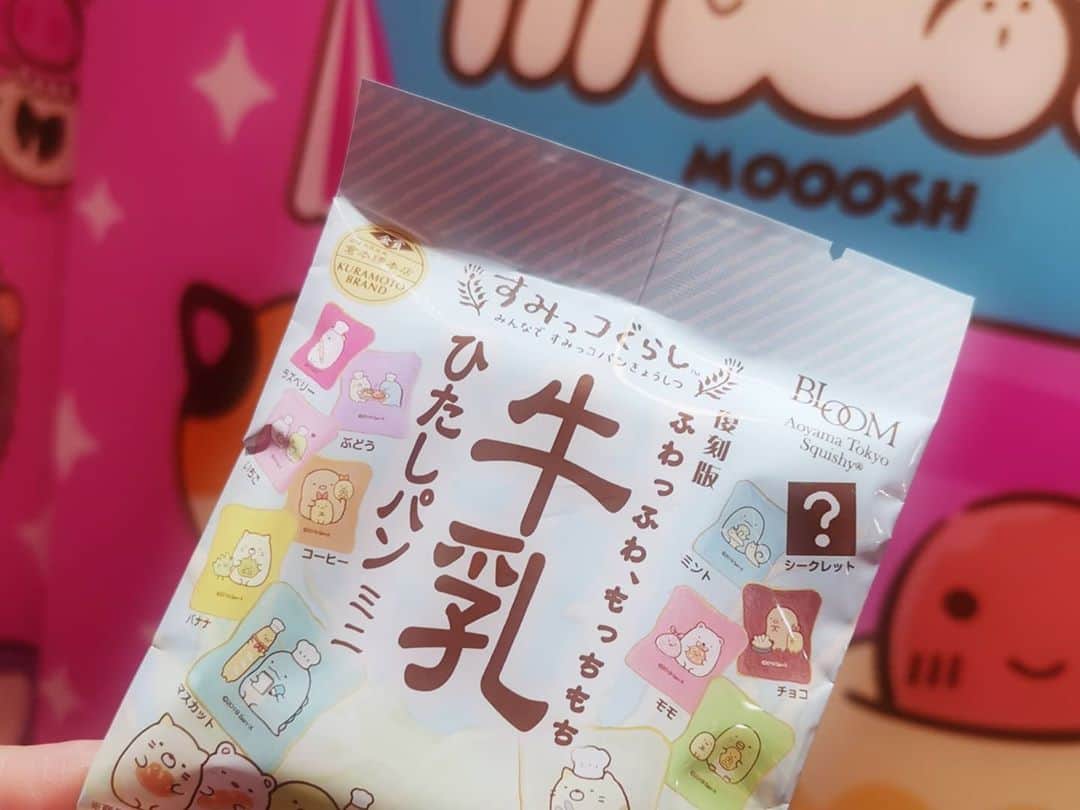 MOOOSH
倉本
KURAMOTO
BRAND
すみっコぐらし
みんなで すみっコパンきょうしつ
BLOOM
Aoyama Tokyo
Squishy®
復刻版
ふわっふわ、もっちもち
牛乳
ひたしパン ミニ
ラズベリー
ぶどう
いちご
コーヒー
バナナ
マスカット
ミント
シークレット
モモ
チョコ